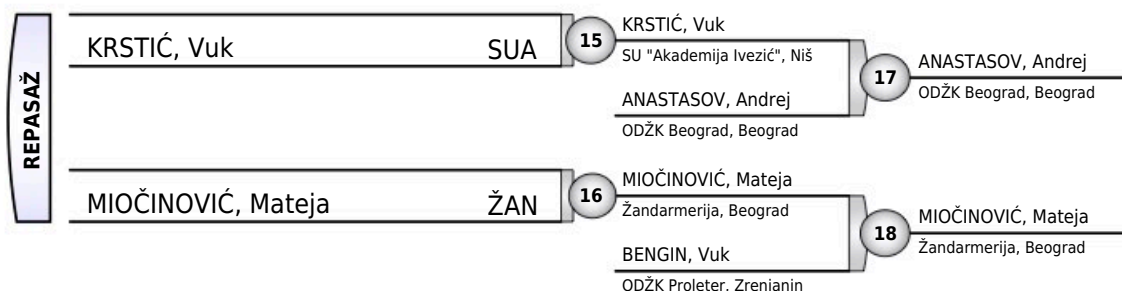 REPASAŽ
KRSTIĆ, Vuk SUA
15
KRSTIĆ, Vuk
SU "Akademija Ivezić", Niš
ANASTASOV, Andrej
ODŽK Beograd, Beograd
17
ANASTASOV, Andrej
ODŽK Beograd, Beograd
MIOČINOVIĆ, Mateja ŽAN
16
MIOČINOVIĆ, Mateja
Žandarmerija, Beograd
BENGIN, Vuk
ODŽK Proleter, Zrenjanin
18
MIOČINOVIĆ, Mateja
Žandarmerija, Beograd